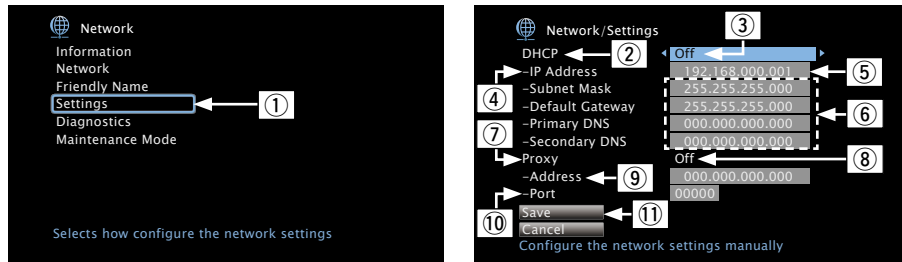 Network
Information
Network
Friendly Name
Settings
①
Diagnostics
Maintenance Mode
Selects how configure the network settings
Network/Settings
③
DHCP
②
Off
–IP Address
192.168.000.001
⑤
④
–Subnet Mask
255.255.255.000
–Default Gateway
255.255.255.000
⑥
–Primary DNS
000.000.000.000
⑦
–Secondary DNS
000.000.000.000
Proxy
Off
⑧
–Address
⑨
000.000.000.000
–Port
00000
⑩
Save
⑪
Cancel
Configure the network settings manually